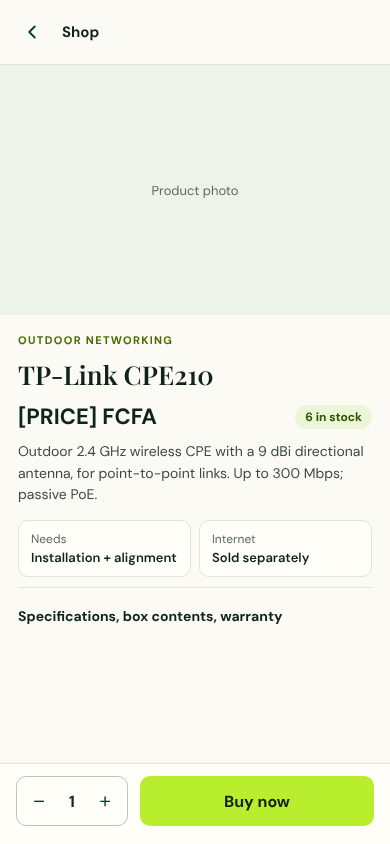 Shop
Product photo
OUTDOOR NETWORKING
TP-Link CPE210
[PRICE] FCFA
6 in stock
Outdoor 2.4 GHz wireless CPE with a 9 dBi directional
antenna, for point-to-point links. Up to 300 Mbps;
passive PoE.
Needs
Installation + alignment
Internet
Sold separately
Specifications, box contents, warranty
− 1 +
Buy now